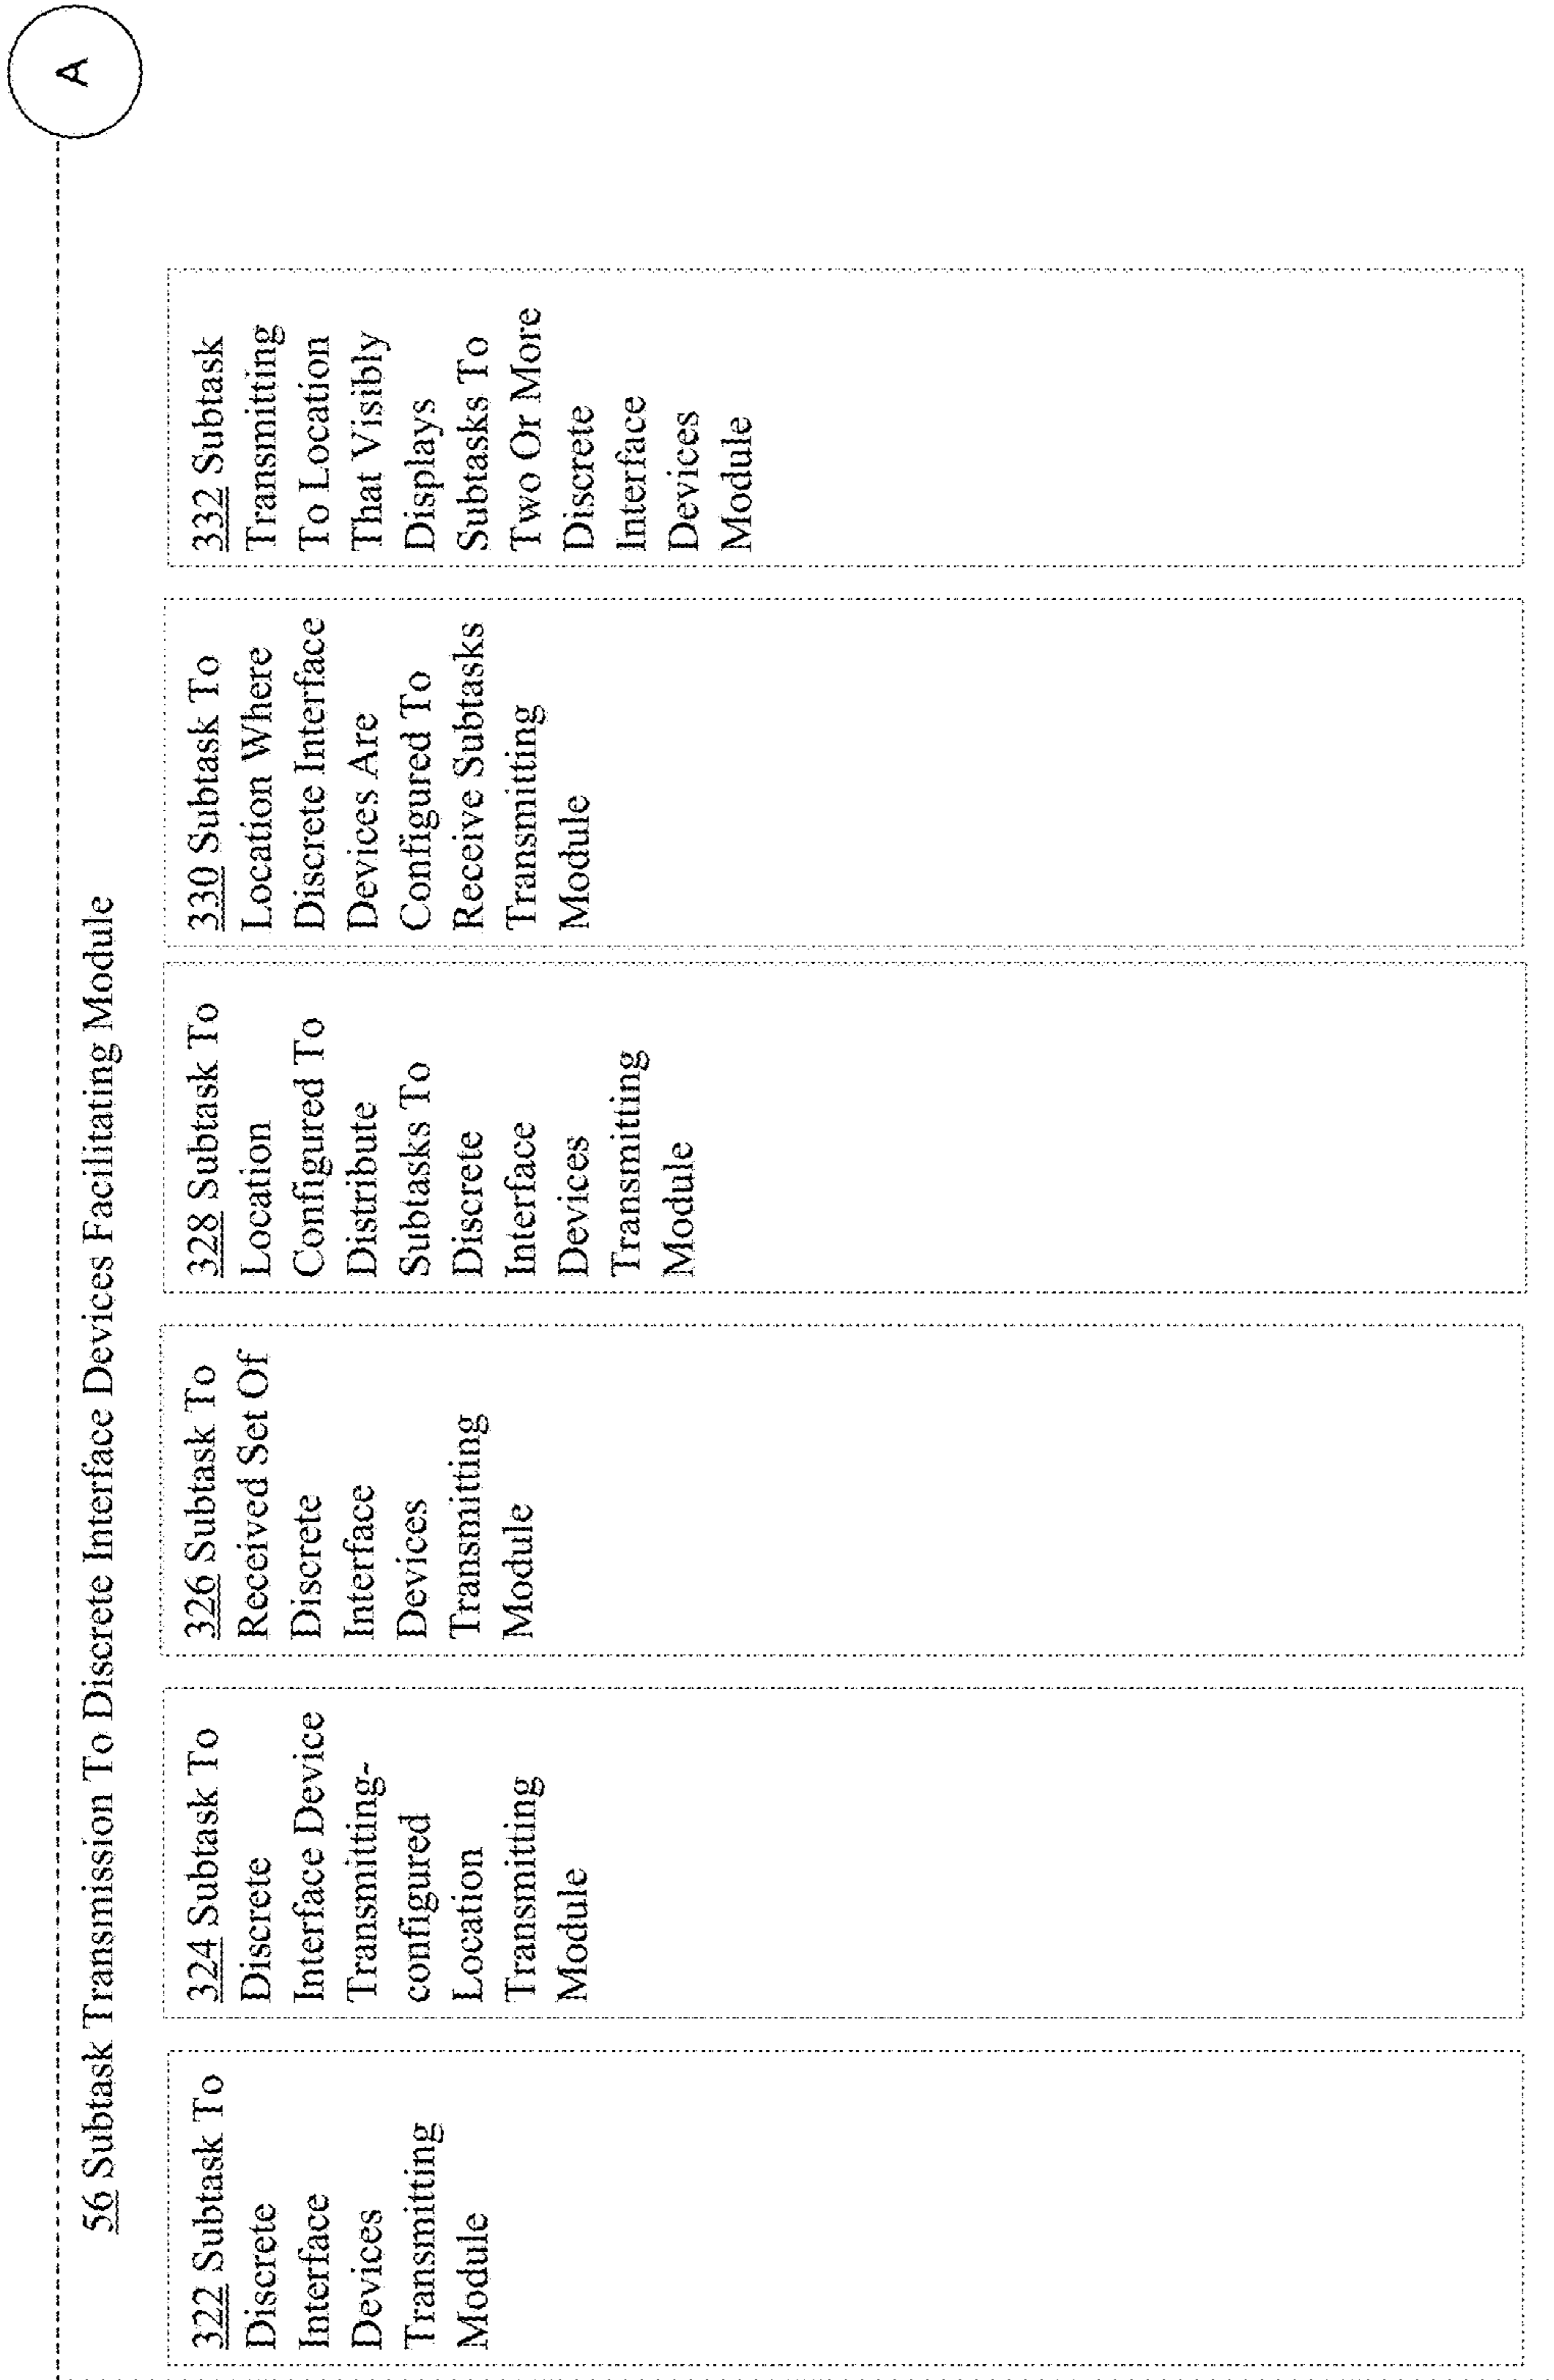 A
56 Subtask Transmission To Discrete Interface Devices Facilitating Module
322 Subtask To
Discrete
Interface
Devices
Transmitting
Module
324 Subtask To
Discrete
Interface Device
Transmitting-
configured
Location
Transmitting
Module
326 Subtask To
Received Set Of
Discrete
Interface
Devices
Transmitting
Module
328 Subtask To
Location
Configured To
Distribute
Subtasks To
Discrete
Interface
Devices
Transmitting
Module
330 Subtask To
Location Where
Discrete Interface
Devices Are
Configured To
Receive Subtasks
Transmitting
Module
332 Subtask
Transmitting
To Location
That Visibly
Displays
Subtasks To
Two Or More
Discrete
Interface
Devices
Module